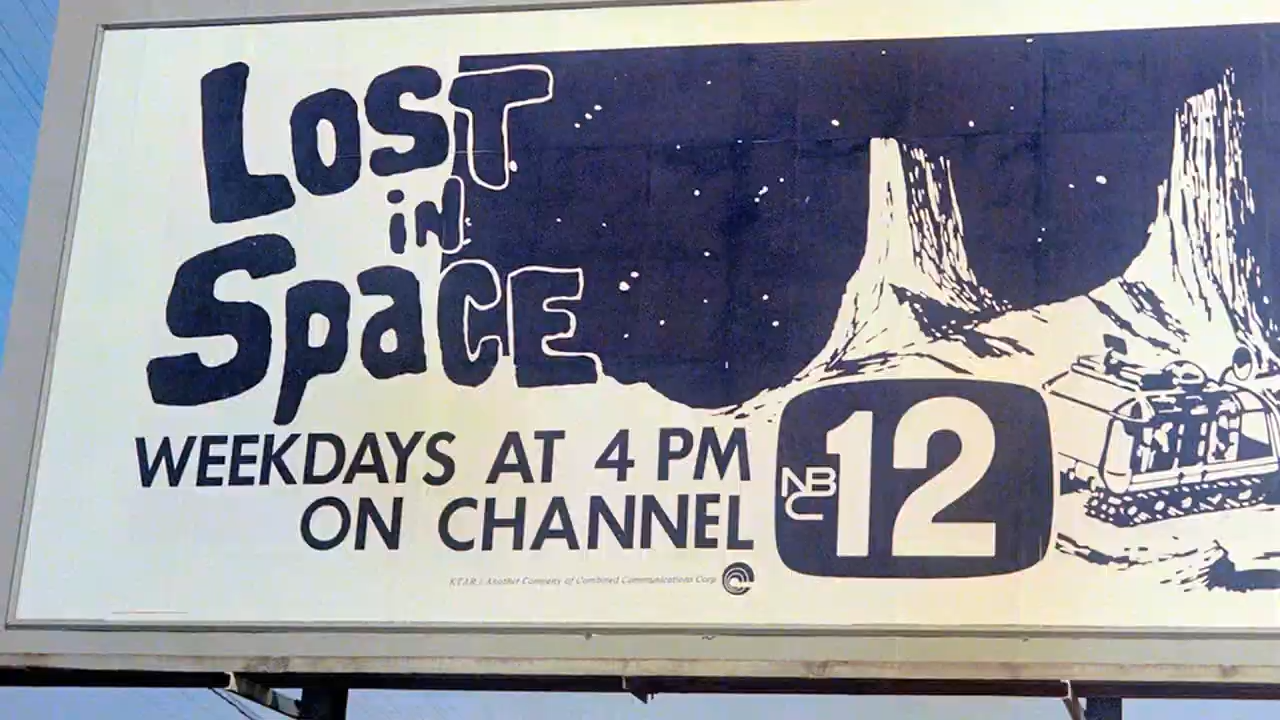 LOST
iN
SpacE
WEEKDAYS AT 4 PM
ON CHANNEL
NBC 12
KTAR / Another Company of Combined Communications Corp.